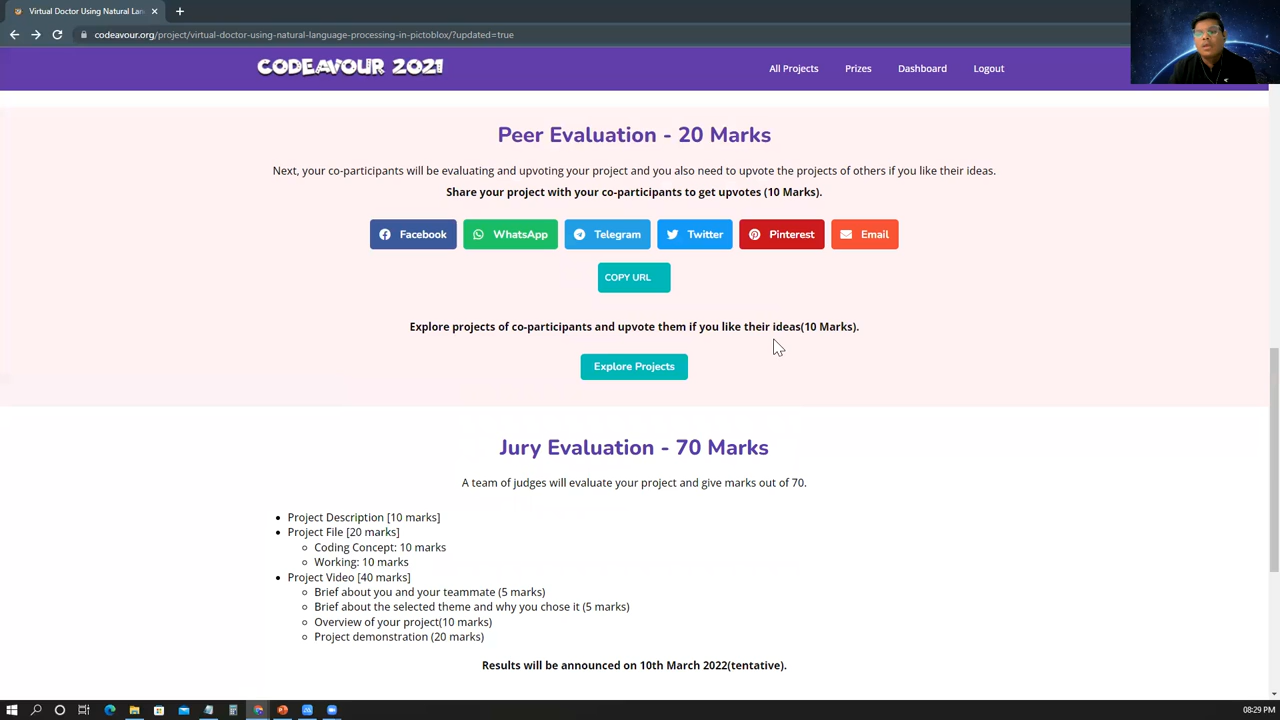 Virtual Doctor Using Natural Lan
codeavour.org/project/virtual-doctor-using-natural-language-processing-in-pictoblox/?updated=true
CODEAVOUR 2021
All Projects
Prizes
Dashboard
Logout
Peer Evaluation - 20 Marks
Next, your co-participants will be evaluating and upvoting your project and you also need to upvote the projects of others if you like their ideas.
Share your project with your co-participants to get upvotes (10 Marks).
Facebook
WhatsApp
Telegram
Twitter
Pinterest
Email
COPY URL
Explore projects of co-participants and upvote them if you like their ideas(10 Marks).
Explore Projects
Jury Evaluation - 70 Marks
A team of judges will evaluate your project and give marks out of 70.
Project Description [10 marks]
Project File [20 marks]
Coding Concept: 10 marks
Working: 10 marks
Project Video [40 marks]
Brief about you and your teammate (5 marks)
Brief about the selected theme and why you chose it (5 marks)
Overview of your project(10 marks)
Project demonstration (20 marks)
Results will be announced on 10th March 2022(tentative).
08:29 PM